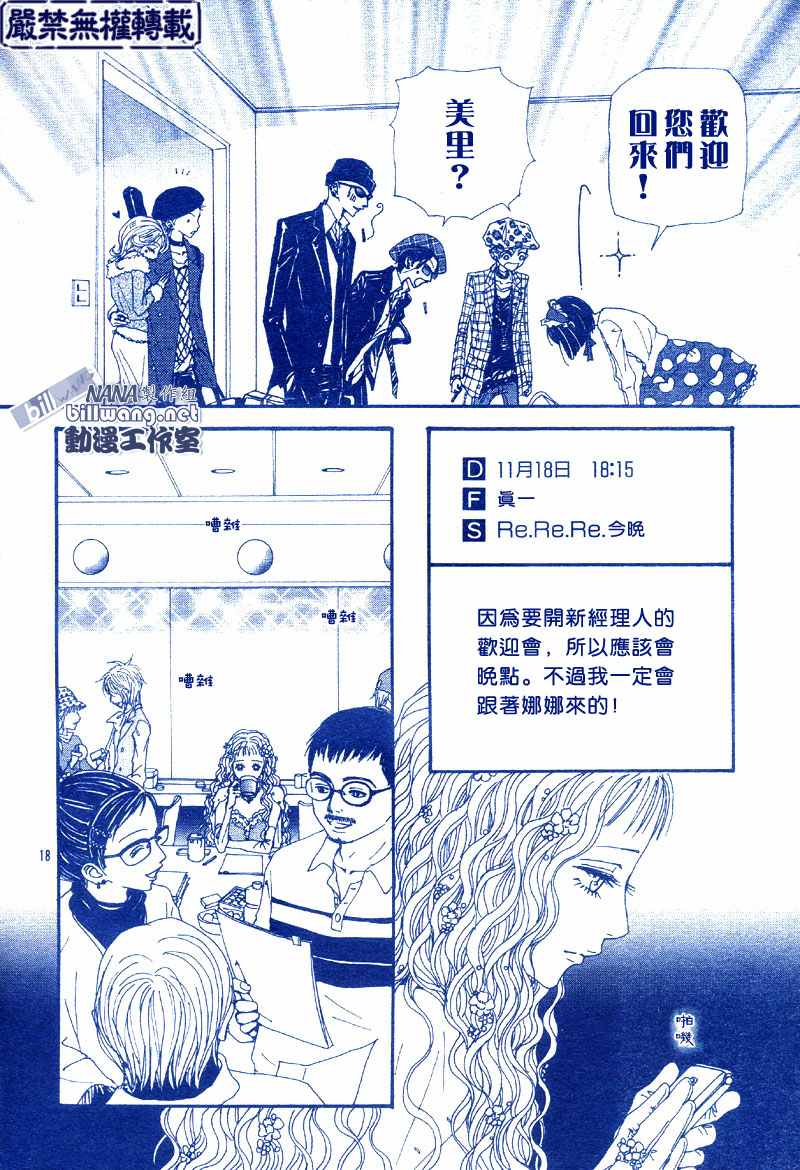 嚴禁無權轉載
歡迎
您們
回來！
美里？
billwang
NANA製作組
billwang.net
動漫工作室
D 11月18日 18:15
F 眞一
S Re.Re.Re.今晩
因為要開新經理人的
歡迎會，所以應該會
晚點。不過我一定會
跟著娜娜來的！
嘈雜
嘈雜
嘈雜
啪
嘰
18